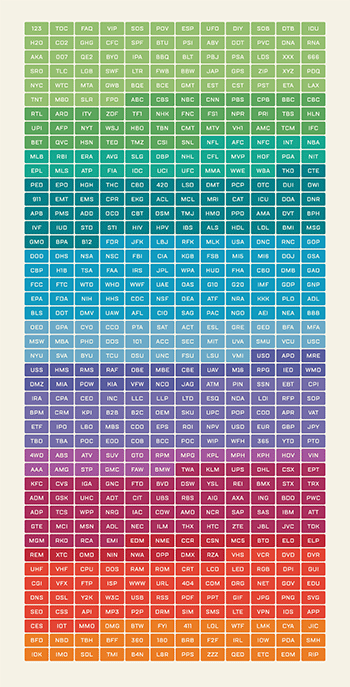 123 TOC FAQ VIP SOS POV ESP UFO DIY SOB DTB IOU
H2O CO2 GHG CFC SPF BTU PSI ABV DDT PVC DNA RNA
AKA 007 QE2 BYO IPA BBQ BLT PBJ PSA LDS XXX 666
SRO TLC LGB SWF LTR FWB BBW JAP GPS ZIP XYZ POQ
NYC WTC MTA GWB BQE BCE GMT EST CST PST ETA LAX
TNT MSG SLR FPO ABC CBS NBC CNN PBS CPB BBC CBC
RTL ARD ITV ZDF TF1 NHK FNC FS1 NPR PRI TBS HLN
UPI AFP NYT WSJ HBO TBN CMT MTV VH1 AMC TCM IFC
BET QVC HSN TED TMZ CSI SNL NFL AFC NFC INT NBA
MLB RBI ERA AVG SLG DBP NHL CFL MVP HOF PGA NIT
EPL MLS ATP FIA IOC UCI UFC MMA WWE WBA TKO CTE
PED EPO HGH THC CBD 420 LSD DMT PCP OTC DUI OWI
911 EMT EMS CPR EKG ACL MCL MRI CAT ICU DOA DNR
APB PMS ADD OCD CBT DSM TMJ HMO PPO AMA DVT BPH
IVF IUD STD STI HIV HPV IBS ALS HDL LDL BMI MSG
GMO BPA B12 FDR JFK LBJ RFK MLK USA DNC RNC GOP
DOD DHS NSA NSC FBI CIA KGB FSB MI5 MI6 DOJ GSA
CBP H1B TSA FAA IRS JPL WPA HUD FHA CBO OMB GAO
FCC FTC WTO WHO WWF UAE GAS G10 G20 IMF GDP GNP
EPA FDA NIH HHS CDC NSF DEA ATF NRA KKK PLO ADL
BLS DOT DMV UAW AFL CIO SAG PAC NGO AEI NEA BBB
OED GPA CYO CCD PTA SAT ACT ESL GRE GED BFA MFA
MSW MBA PHD DDS 101 ACC SEC MIT UVA SMU VCU USC
NYU SVA BYU TCU OSU UNC FSU LSU VMI USO APO MRE
USS HMS RMS RAF OBE MBE CBE UAV M16 RPG IED WMD
DMZ MIA POW KIA VFW NCO JAG ATM PIN SSN EBT CPI
IRA CPA CEO INC LLC LLP LTD ESQ NDA LOI RFP SOP
BPM CRM KPI B2B B2C OEM SKU UPC POP COD APR VAT
ETF IPO LBO MBS CDO EPS ROI NPV USD EUR GBP JPY
TBD TBA POC EOD COB BCC POC WIP WFH 365 YTD PTO
4WD ABS ATV SUV GTO RPM MPG KPL MPH KPH HOV VIN
AAA AMG STP GMC FAW BMW TWA KLM UPS DHL CSX EPT
KFC CVS IGA GNC FTD BVD DSW YSL REI BMX STX TRX
ADM GSK UHC ADT CIT UBS RBS AIG AXA ING BDO PWC
ADP TCS WPP NRG IAC CDW AMD NCR SAP SAS IBM ATT
GTE MCI MSN AOL NEC ILM THX HTC ZTE JBL JVC TDK
MGM RKO RCA EMI EDM NME CCR CSN MC5 BTO ELO ELP
REM XTC OMD NIN NWA OPP DMX RZA VHS VCR DVD DVR
UHF VHF CPU DOS RAM ROM CRT LCD LED RGB DPI GUI
CGI VFX FTP ISP WWW URL 404 COM ORG NET GOV EDU
DNS DSL Y2K W3C USB RSS PDF PPT GIF JPG PNG SVG
SEO CSS API MP3 P2P DRM SIM SMS LTE VPN IOS APP
CES IOT MMO OMG BTW FYI 411 LOL WTF LMK CYA JIC
BFD NBD TBH BFF 360 180 BRB F2F IRL IOW PDA SMH
IDK IMO SOL TMI B4N L8R PPS ZZZ OED ETC EOM RIP